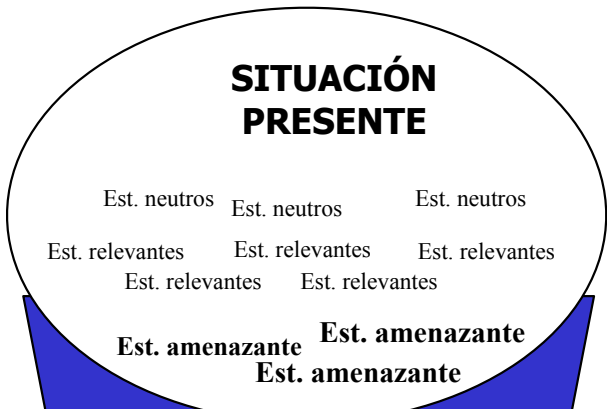 SITUACIÓN
PRESENTE
Est. neutros Est. neutros Est. neutros
Est. relevantes Est. relevantes Est. relevantes
Est. relevantes Est. relevantes
Est. amenazante Est. amenazante
Est. amenazante